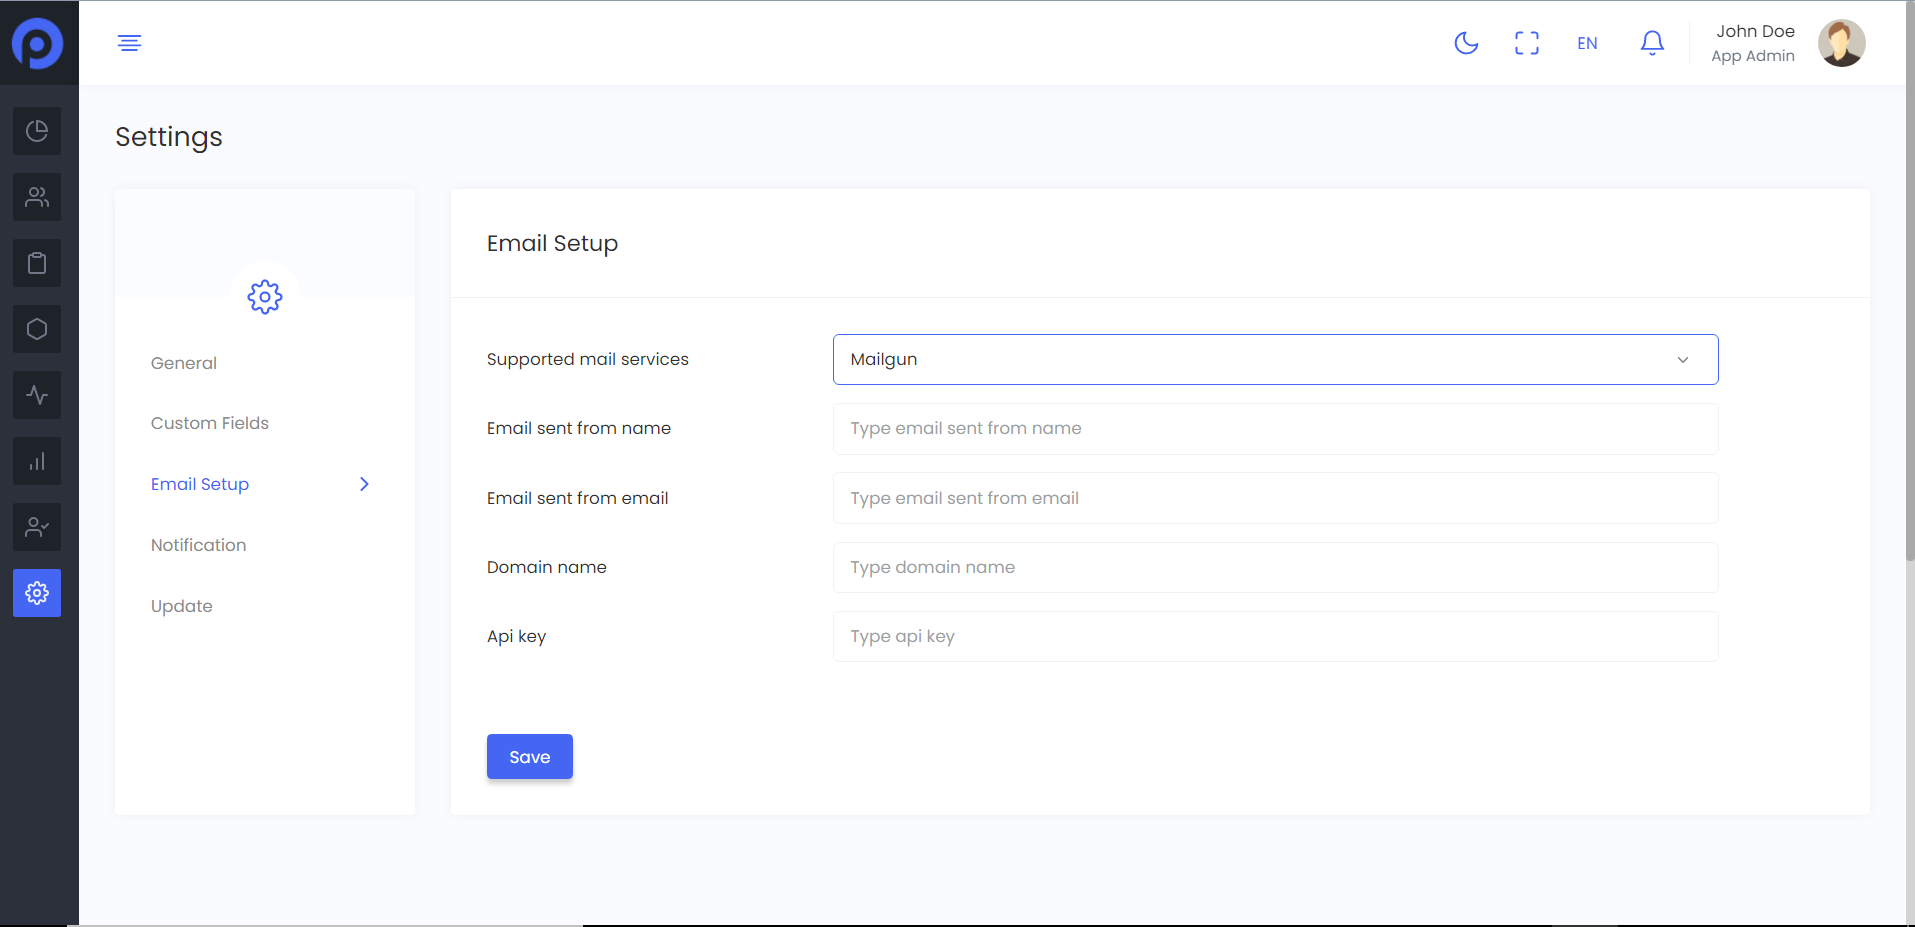 EN
John Doe
App Admin
Settings
General
Custom Fields
Email Setup
Notification
Update
Email Setup
Supported mail services
Mailgun
Email sent from name
Type email sent from name
Email sent from email
Type email sent from email
Domain name
Type domain name
Api key
Type api key
Save